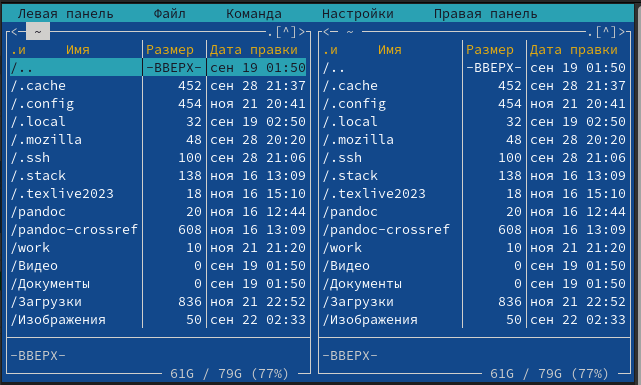 Левая панель Файл Команда Настройки Правая панель
<─ ~ ─.[^]> <─ ~ ─.[^]>
.и Имя Размер Дата правки .и Имя Размер Дата правки
/.. -ВВЕРХ- сен 19 01:50 /.. -ВВЕРХ- сен 19 01:50
/.cache 452 сен 28 21:37 /.cache 452 сен 28 21:37
/.config 454 ноя 21 20:41 /.config 454 ноя 21 20:41
/.local 32 сен 19 02:50 /.local 32 сен 19 02:50
/.mozilla 48 сен 28 20:20 /.mozilla 48 сен 28 20:20
/.ssh 100 сен 28 21:06 /.ssh 100 сен 28 21:06
/.stack 138 ноя 16 13:09 /.stack 138 ноя 16 13:09
/.texlive2023 18 ноя 16 15:10 /.texlive2023 18 ноя 16 15:10
/pandoc 20 ноя 16 12:44 /pandoc 20 ноя 16 12:44
/pandoc-crossref 608 ноя 16 13:09 /pandoc-crossref 608 ноя 16 13:09
/work 10 ноя 21 21:20 /work 10 ноя 21 21:20
/Видео 0 сен 19 01:50 /Видео 0 сен 19 01:50
/Документы 0 сен 19 01:50 /Документы 0 сен 19 01:50
/Загрузки 836 ноя 21 22:52 /Загрузки 836 ноя 21 22:52
/Изображения 50 сен 22 02:33 /Изображения 50 сен 22 02:33
-ВВЕРХ- -ВВЕРХ-
61G / 79G (77%) 61G / 79G (77%)